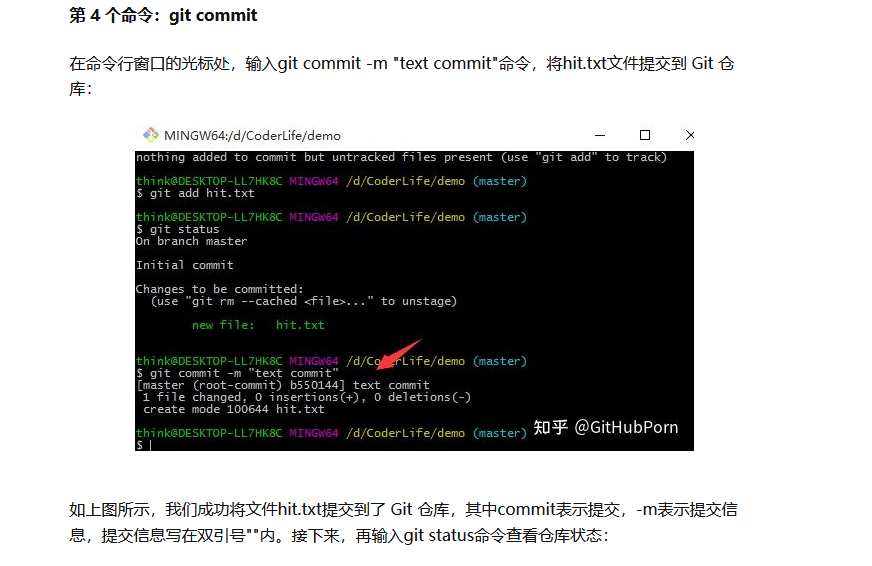 第 4 个命令：git commit
在命令行窗口的光标处，输入git commit -m "text commit"命令，将hit.txt文件提交到 Git 仓
库：
MINGW64:/d/CoderLife/demo
nothing added to commit but untracked files present (use "git add" to track)
think@DESKTOP-LL7HK8C MINGW64 /d/CoderLife/demo (master)
$ git add hit.txt
think@DESKTOP-LL7HK8C MINGW64 /d/CoderLife/demo (master)
$ git status
On branch master
Initial commit
Changes to be committed:
(use "git rm --cached <file>..." to unstage)
new file:   hit.txt
think@DESKTOP-LL7HK8C MINGW64 /d/CoderLife/demo (master)
$ git commit -m "text commit"
[master (root-commit) b550144] text commit
1 file changed, 0 insertions(+), 0 deletions(-)
create mode 100644 hit.txt
think@DESKTOP-LL7HK8C MINGW64 /d/CoderLife/demo (master)
$
知乎 @GitHubPorn
如上图所示，我们成功将文件hit.txt提交到了 Git 仓库，其中commit表示提交，-m表示提交信
息，提交信息写在双引号""内。接下来，再输入git status命令查看仓库状态：